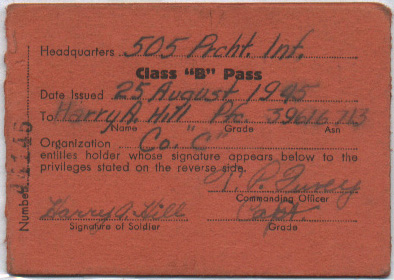 Headquarters 505 Prcht. Inf.
Class "B" Pass
Date Issued 25 August 1945
To Harry A. Hill Pfc. 39616713
Name Grade Asn
Organization Co. "C"
entitles holder whose signature appears below to the
privileges stated on the reverse side.
Commanding Officer
Harry A. Hill Capt.
Signature of Soldier Grade
Number